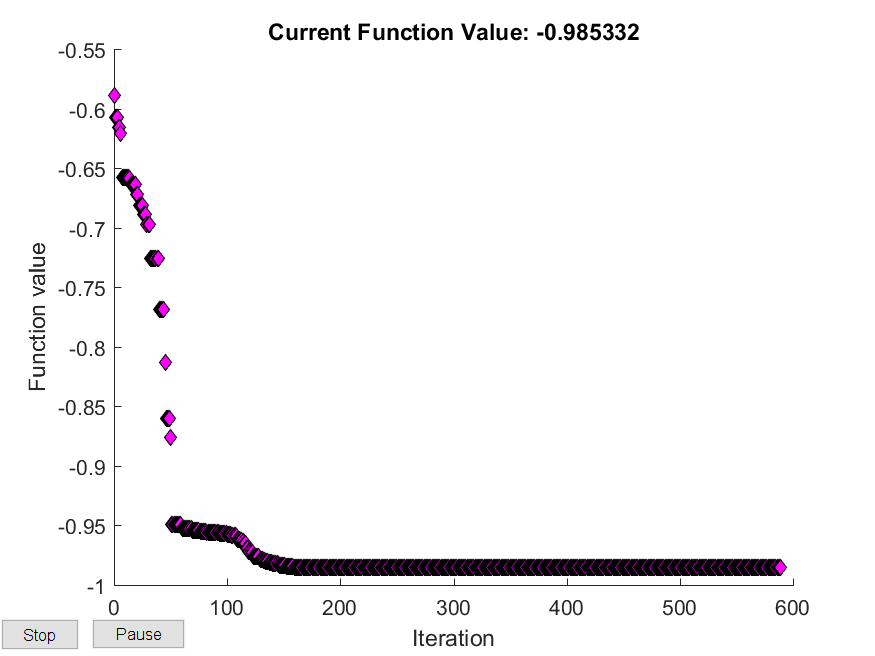 Current Function Value: -0.985332
-0.55
-0.6
-0.65
-0.7
-0.75
-0.8
-0.85
-0.9
-0.95
-1
Function value
0 100 200 300 400 500 600
Iteration
Stop Pause